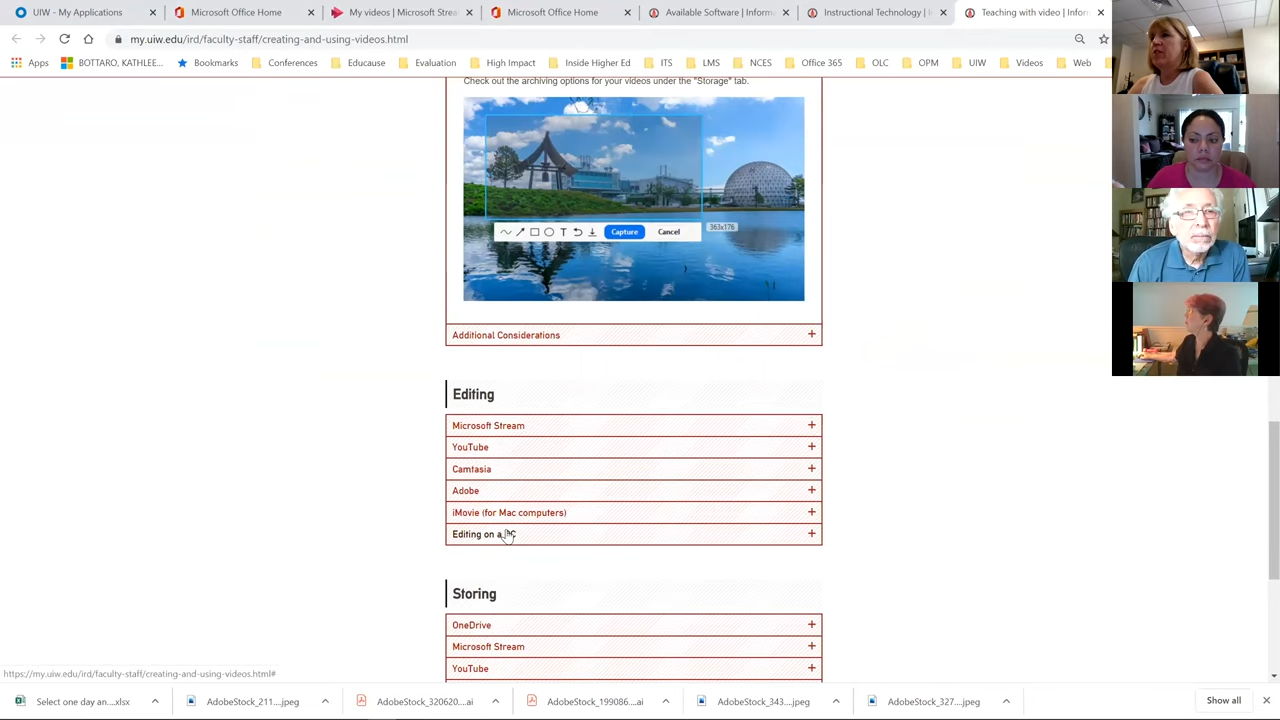 UIW - My Applications
Microsoft Office Home
My videos | Microsoft Strea
Microsoft Office Home
Available Software | Informa
Instructional Technology | I
Teaching with video | Infor
my.uiw.edu/ird/faculty-staff/creating-and-using-videos.html
Apps
BOTTARO, KATHLEE...
Bookmarks
Conferences
Educause
Evaluation
High Impact
Inside Higher Ed
ITS
LMS
NCES
Office 365
OLC
OPM
UIW
Videos
Web
Check out the archiving options for your videos under the "Storage" tab.
T
Capture
Cancel
363x176
Additional Considerations +
Editing
Microsoft Stream +
YouTube +
Camtasia +
Adobe +
iMovie (for Mac computers) +
Editing on a PC +
Storing
OneDrive +
Microsoft Stream +
YouTube +
https://my.uiw.edu/ird/faculty-staff/creating-and-using-videos.html#
Select one day an....xlsx
AdobeStock_211....jpeg
AdobeStock_320620....ai
AdobeStock_199086....ai
AdobeStock_343....jpeg
AdobeStock_327....jpeg
Show all